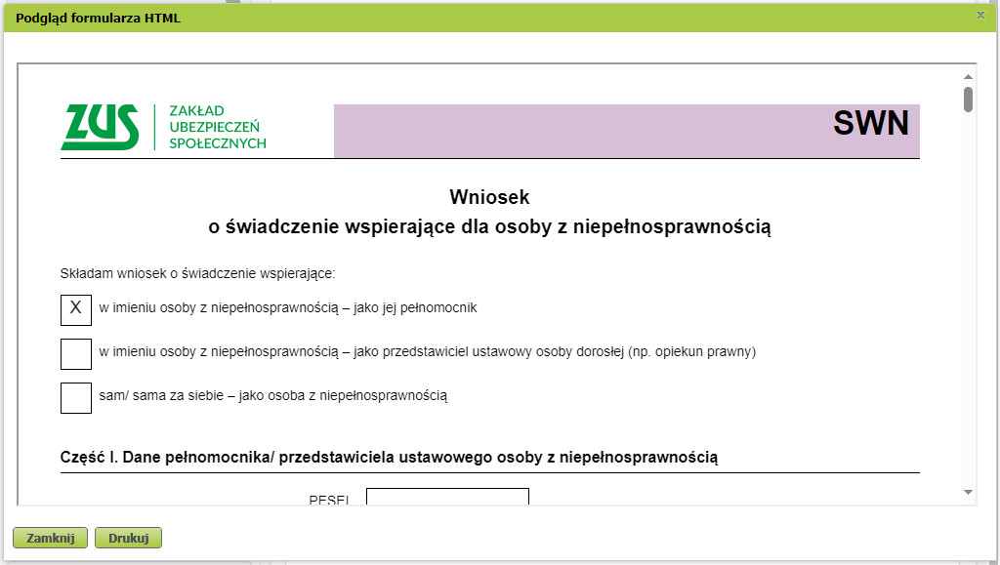 Podgląd formularza HTML
x
ZUS
ZAKŁAD
UBEZPIECZEŃ
SPOŁECZNYCH
SWN
Wniosek
o świadczenie wspierające dla osoby z niepełnosprawnością
Składam wniosek o świadczenie wspierające:
X w imieniu osoby z niepełnosprawnością – jako jej pełnomocnik
w imieniu osoby z niepełnosprawnością – jako przedstawiciel ustawowy osoby dorosłej (np. opiekun prawny)
sam/ sama za siebie – jako osoba z niepełnosprawnością
Część I. Dane pełnomocnika/ przedstawiciela ustawowego osoby z niepełnosprawnością
PESEL
Zamknij Drukuj